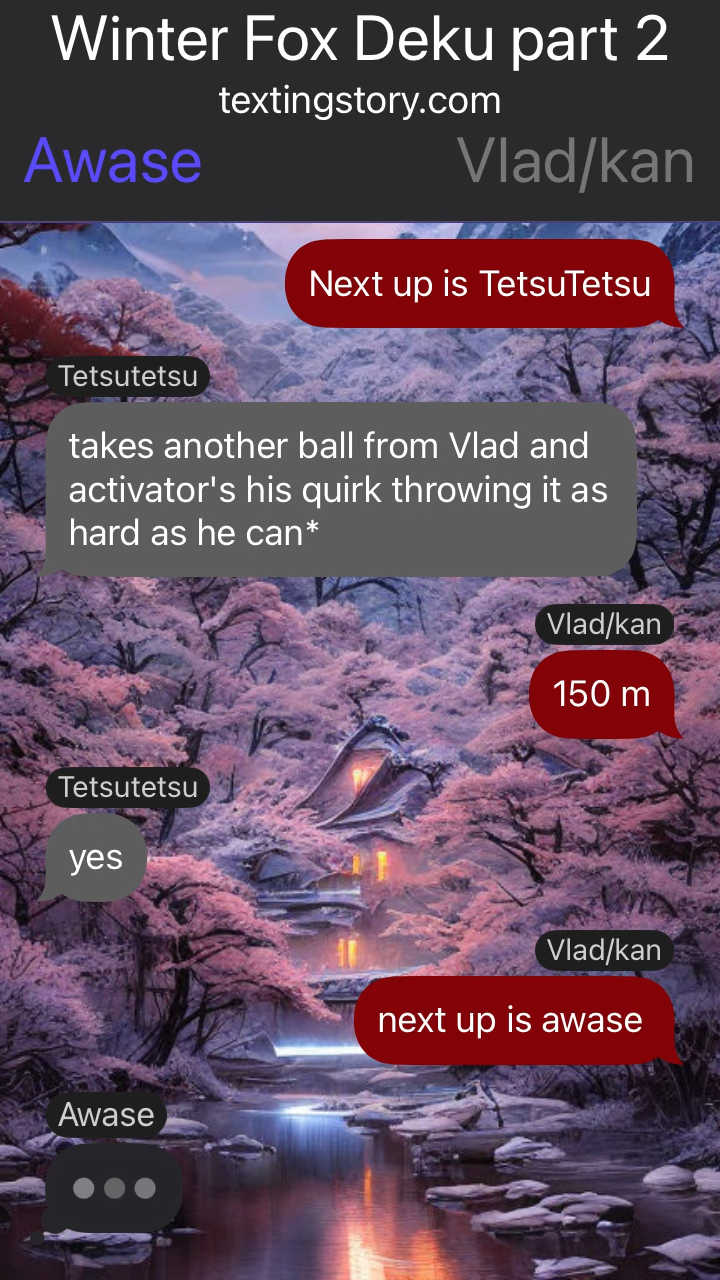 Winter Fox Deku part 2
textingstory.com
Awase
Vlad/kan
Next up is TetsuTetsu
Tetsutetsu
takes another ball from Vlad and
activator's his quirk throwing it as
hard as he can*
Vlad/kan
150 m
Tetsutetsu
yes
Vlad/kan
next up is awase
Awase